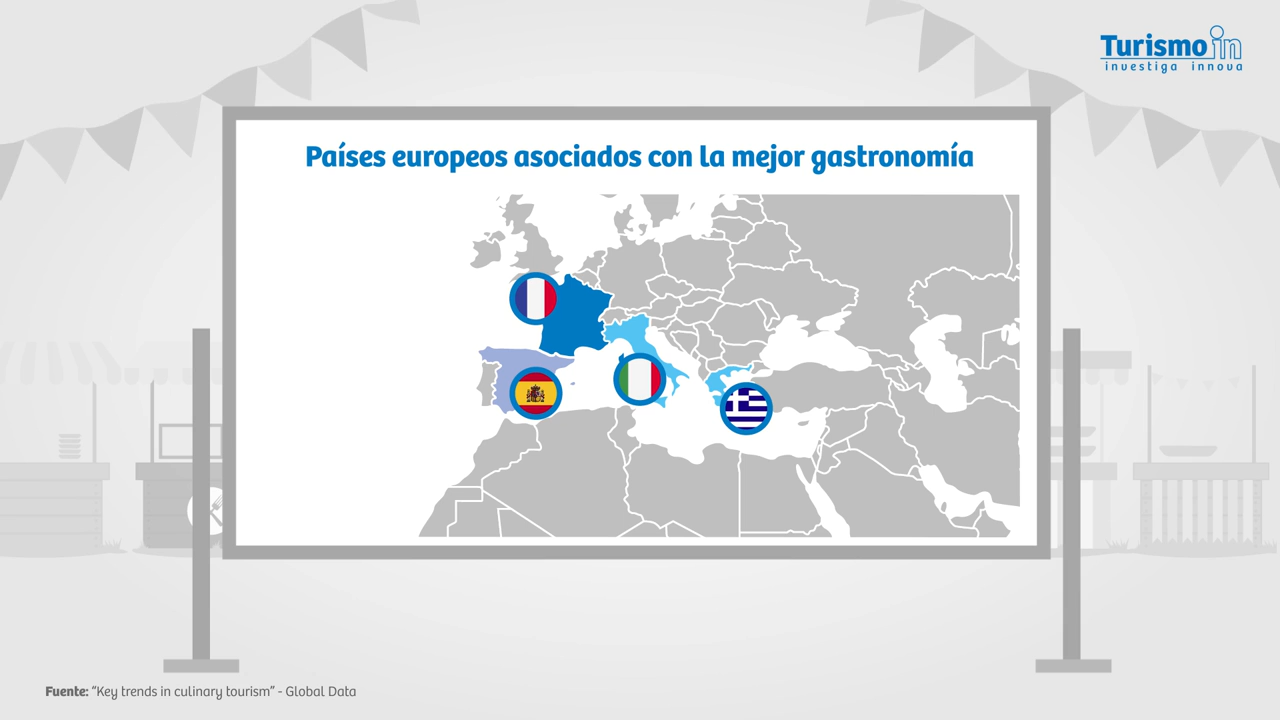 Turismo in
investiga innova
Países europeos asociados con la mejor gastronomía
Fuente: “Key trends in culinary tourism” - Global Data